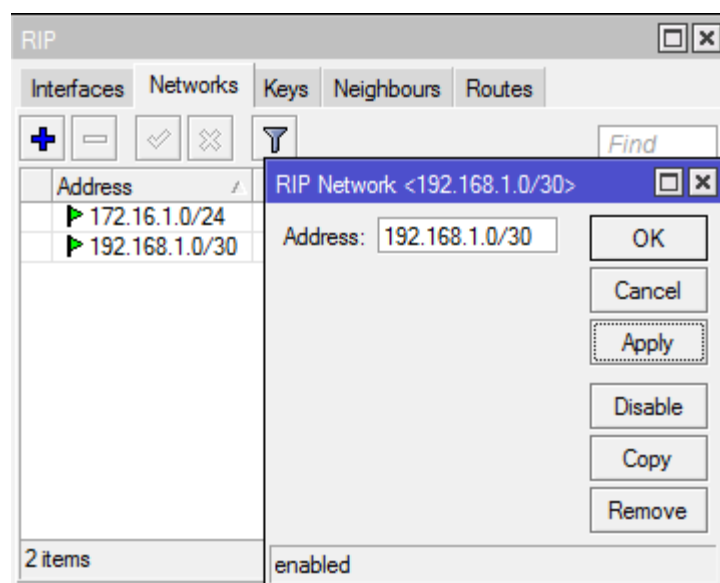 RIP
Interfaces Networks Keys Neighbours Routes
Find
Address
172.16.1.0/24
192.168.1.0/30
2 items
RIP Network <192.168.1.0/30>
Address: 192.168.1.0/30
OK
Cancel
Apply
Disable
Copy
Remove
enabled